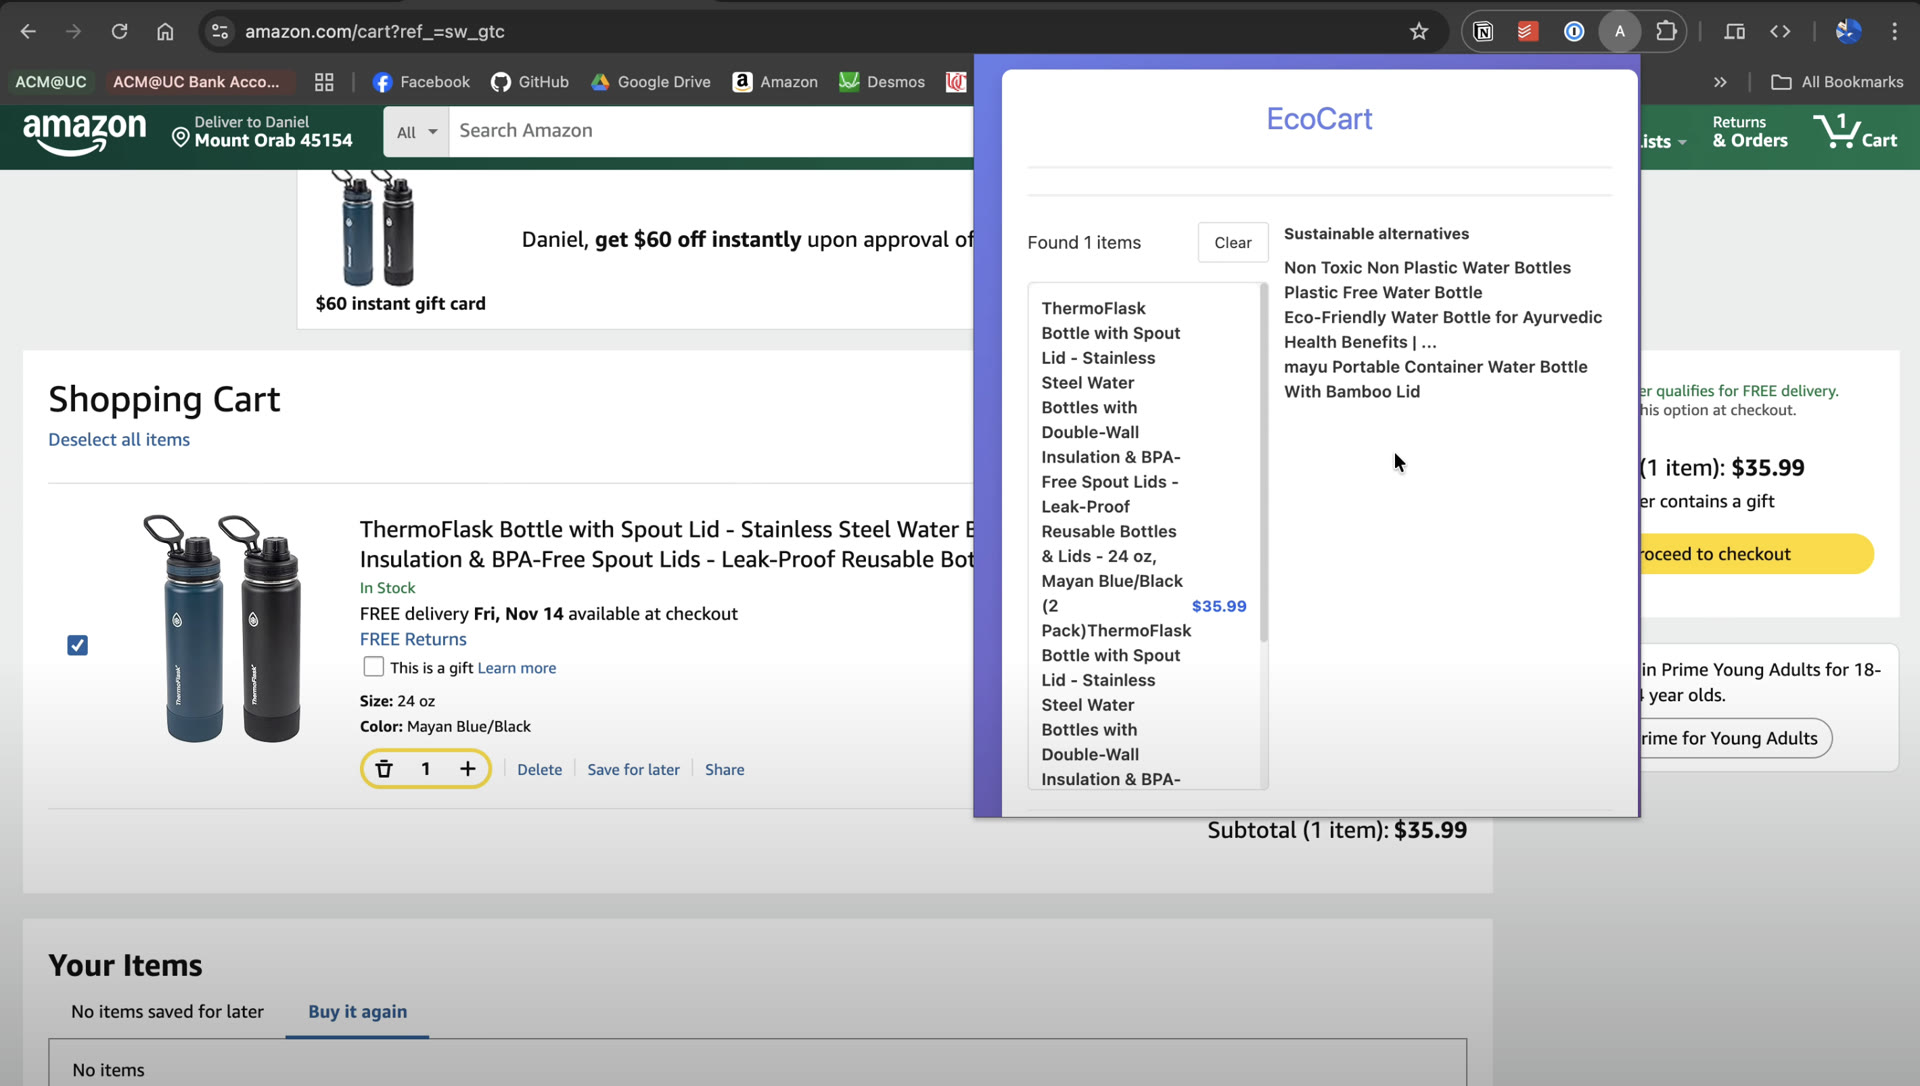 amazon.com/cart?ref_=sw_gtc
A
ACM@UC
ACM@UC Bank Acco...
Facebook
GitHub
Google Drive
Amazon
Desmos
All Bookmarks
amazon
Deliver to Daniel
Mount Orab 45154
All
Search Amazon
ists
Returns
& Orders
1
Cart
$60 instant gift card
Daniel, get $60 off instantly upon approval of
Shopping Cart
Deselect all items
ThermoFlask Bottle with Spout Lid - Stainless Steel Water B
Insulation & BPA-Free Spout Lids - Leak-Proof Reusable Bot
In Stock
FREE delivery Fri, Nov 14 available at checkout
FREE Returns
This is a gift Learn more
Size: 24 oz
Color: Mayan Blue/Black
1
Delete
Save for later
Share
ThermoFlask
ThermoFlask
Subtotal (1 item): $35.99
Your Items
No items saved for later
Buy it again
No items
EcoCart
Found 1 items
Clear
ThermoFlask
Bottle with Spout
Lid - Stainless
Steel Water
Bottles with
Double-Wall
Insulation & BPA-
Free Spout Lids -
Leak-Proof
Reusable Bottles
& Lids - 24 oz,
Mayan Blue/Black
(2
$35.99
Pack)ThermoFlask
Bottle with Spout
Lid - Stainless
Steel Water
Bottles with
Double-Wall
Insulation & BPA-
Sustainable alternatives
Non Toxic Non Plastic Water Bottles
Plastic Free Water Bottle
Eco-Friendly Water Bottle for Ayurvedic
Health Benefits | ...
mayu Portable Container Water Bottle
With Bamboo Lid
er qualifies for FREE delivery.
his option at checkout.
(1 item): $35.99
er contains a gift
roceed to checkout
in Prime Young Adults for 18-
4 year olds.
rime for Young Adults